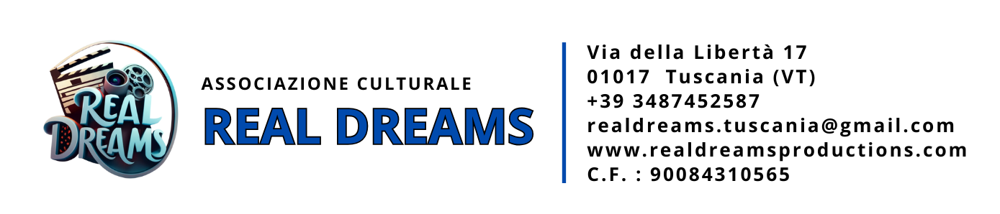 REAL
DREAMS
ASSOCIAZIONE CULTURALE
REAL DREAMS
Via della Libertà 17
01017 Tuscania (VT)
+39 3487452587
realdreams.tuscania@gmail.com
www.realdreamsproductions.com
C.F. : 90084310565